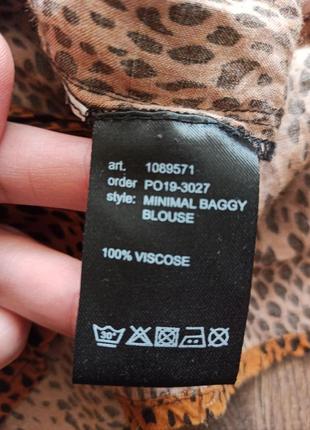 art. 1089571
order PO19-3027
style: MINIMAL BAGGY
BLOUSE
100% VISCOSE
30°